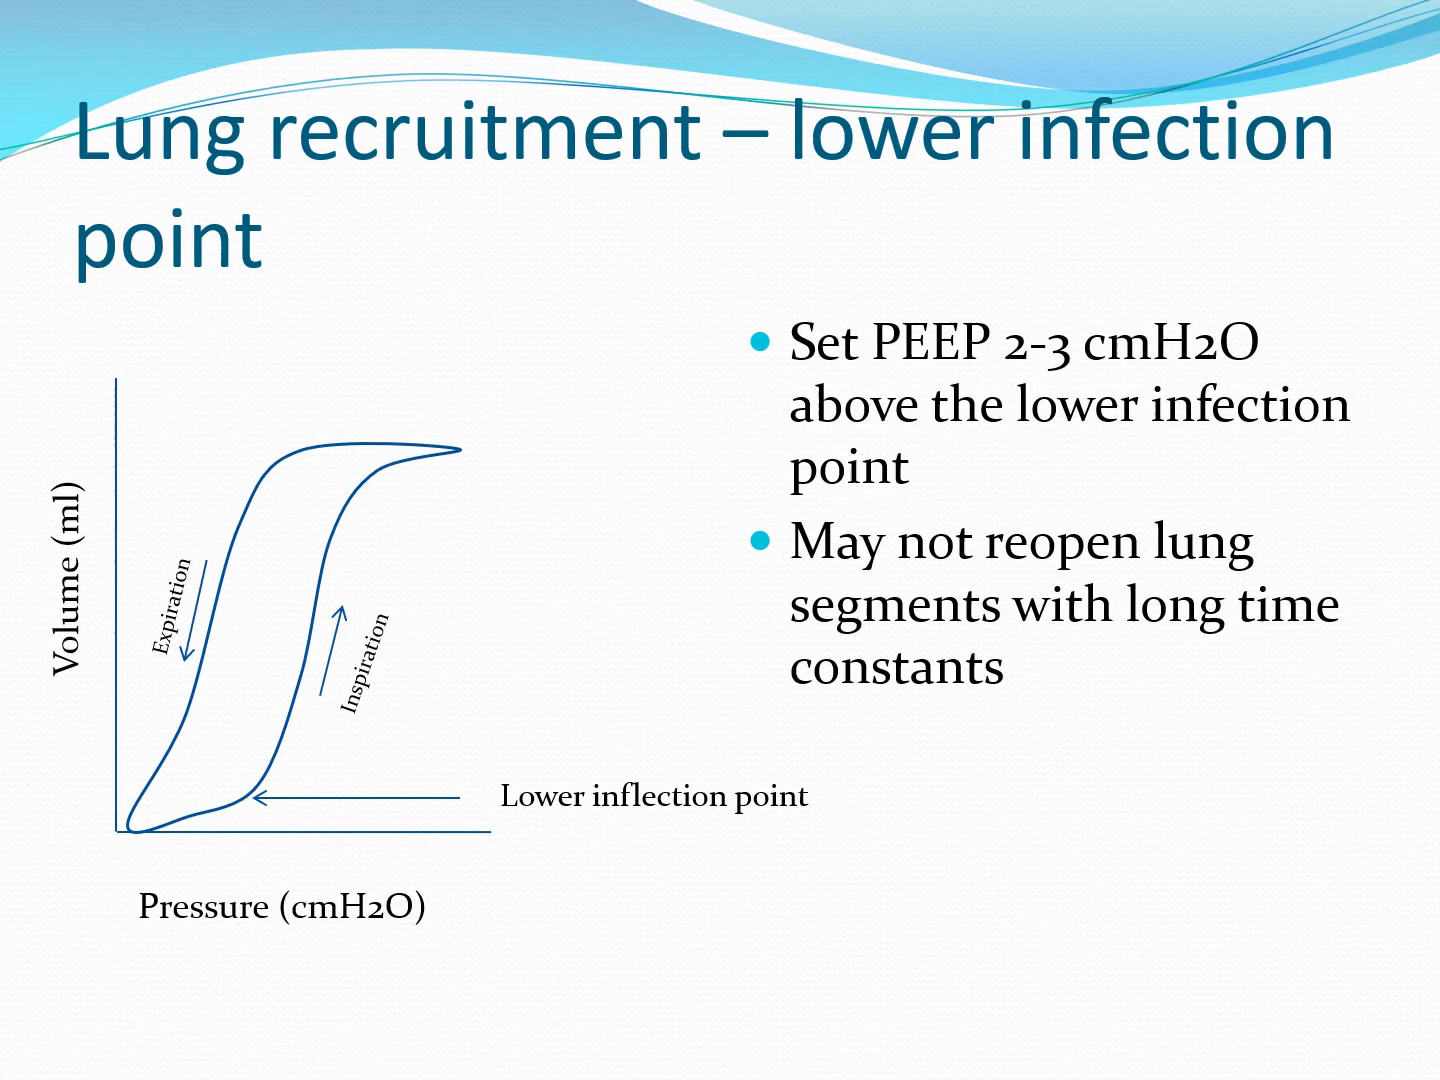 Lung recruitment – lower infection
point
Set PEEP 2-3 cmH2O
above the lower infection
point
May not reopen lung
segments with long time
constants
Volume (ml)
Expiration
Inspiration
Lower inflection point
Pressure (cmH2O)